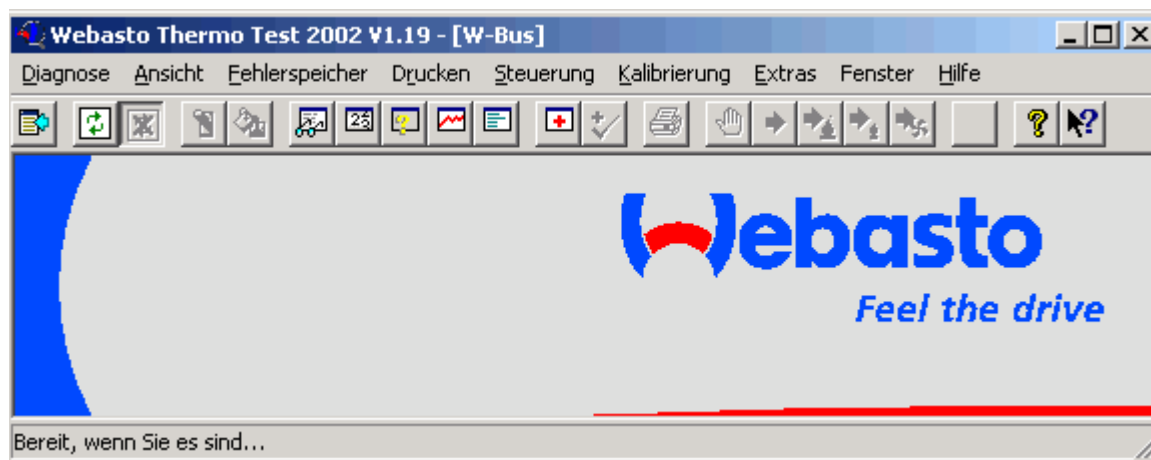 Webasto Thermo Test 2002 V1.19 - [W-Bus]
Diagnose Ansicht Fehlerspeicher Drucken Steuerung Kalibrierung Extras Fenster Hilfe
Webasto
Feel the drive
Bereit, wenn Sie es sind...